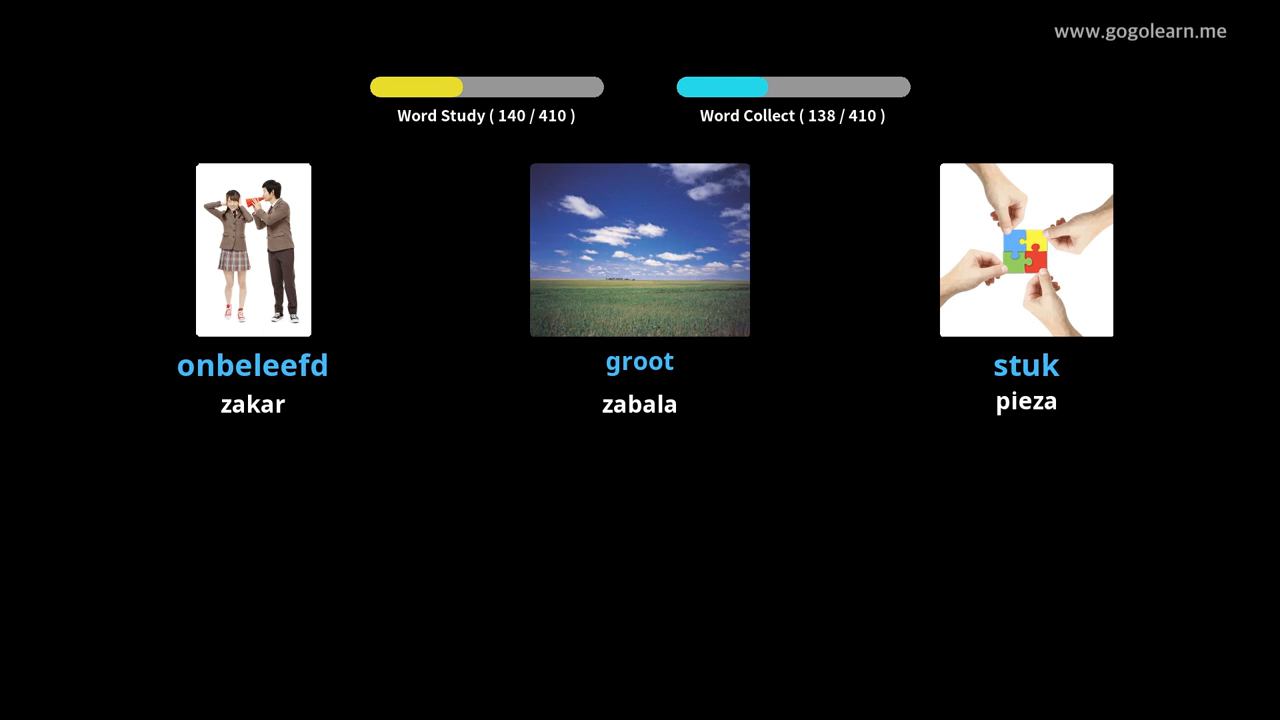 www.gogolearn.me
Word Study ( 140 / 410 )
Word Collect ( 138 / 410 )
onbeleefd
zakar
groot
zabala
stuk
pieza